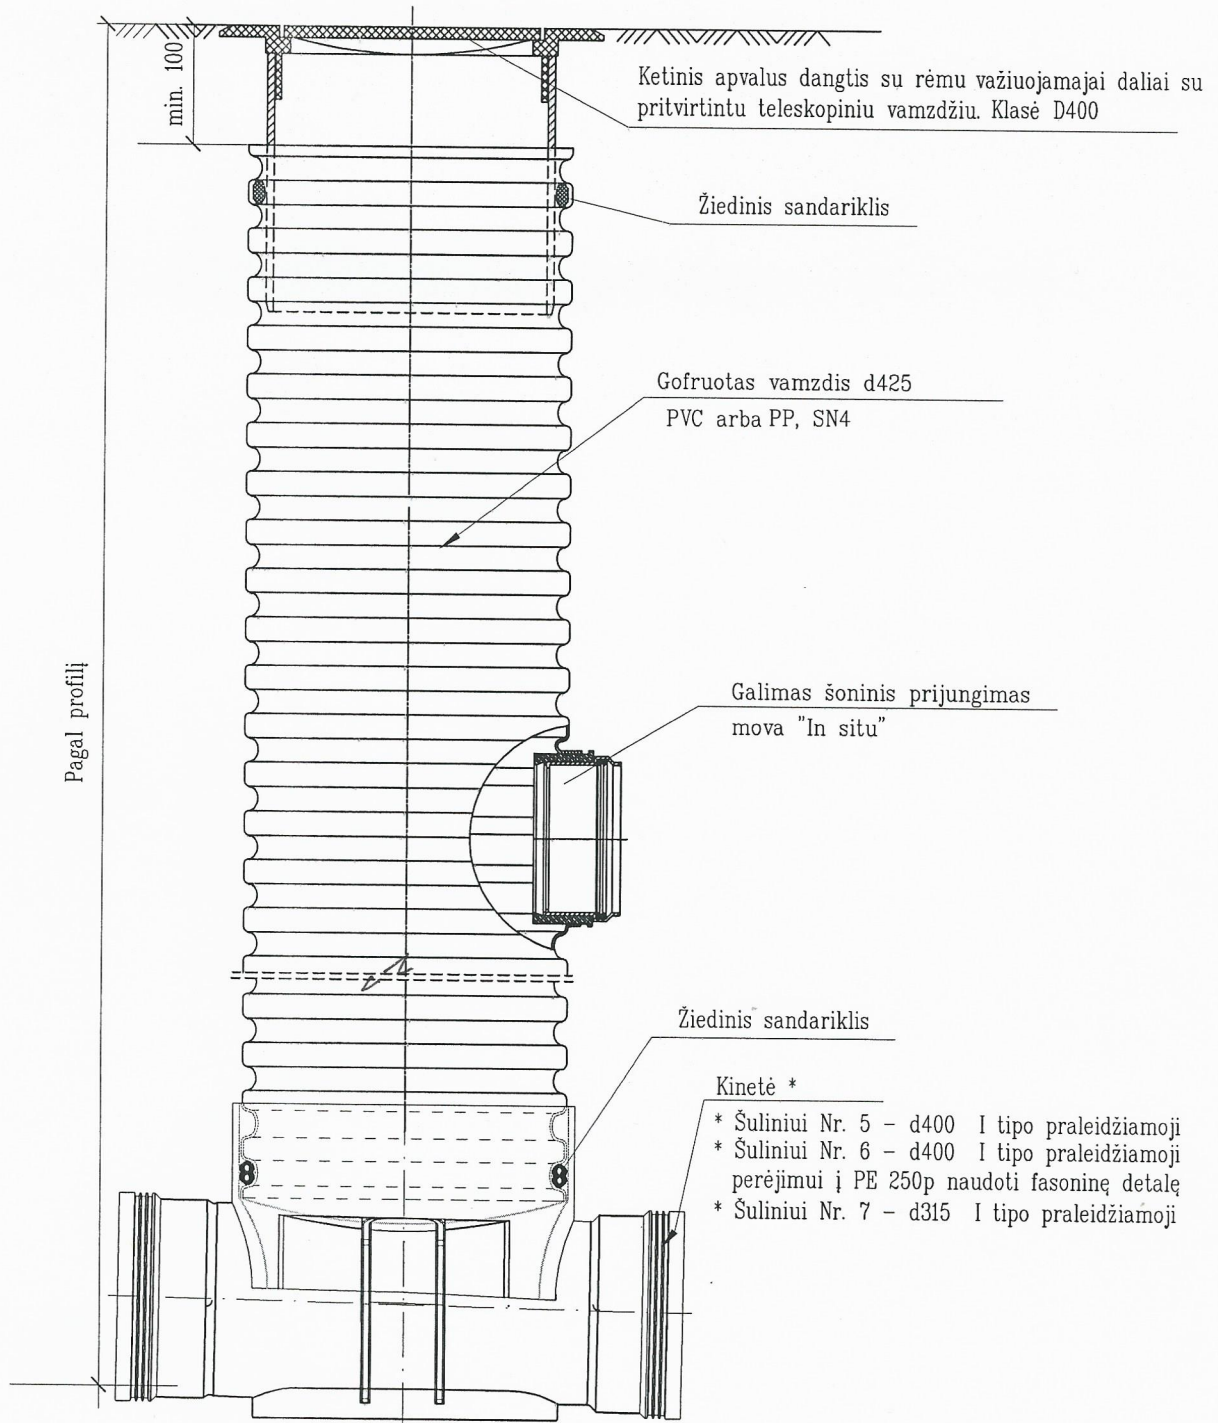 min. 100
Ketinis apvalus dangtis su rėmu važiuojamajai daliai su
pritvirtintu teleskopiniu vamzdžiu. Klasė D400
Žiedinis sandariklis
Gofruotas vamzdis d425
PVC arba PP, SN4
Pagal profilį
Galimas šoninis prijungimas
mova "In situ"
Žiedinis sandariklis
Kinetė *
* Šuliniui Nr. 5 - d400 I tipo praleidžiamoji
* Šuliniui Nr. 6 - d400 I tipo praleidžiamoji
perėjimui į PE 250p naudoti fasoninę detalę
* Šuliniui Nr. 7 - d315 I tipo praleidžiamoji